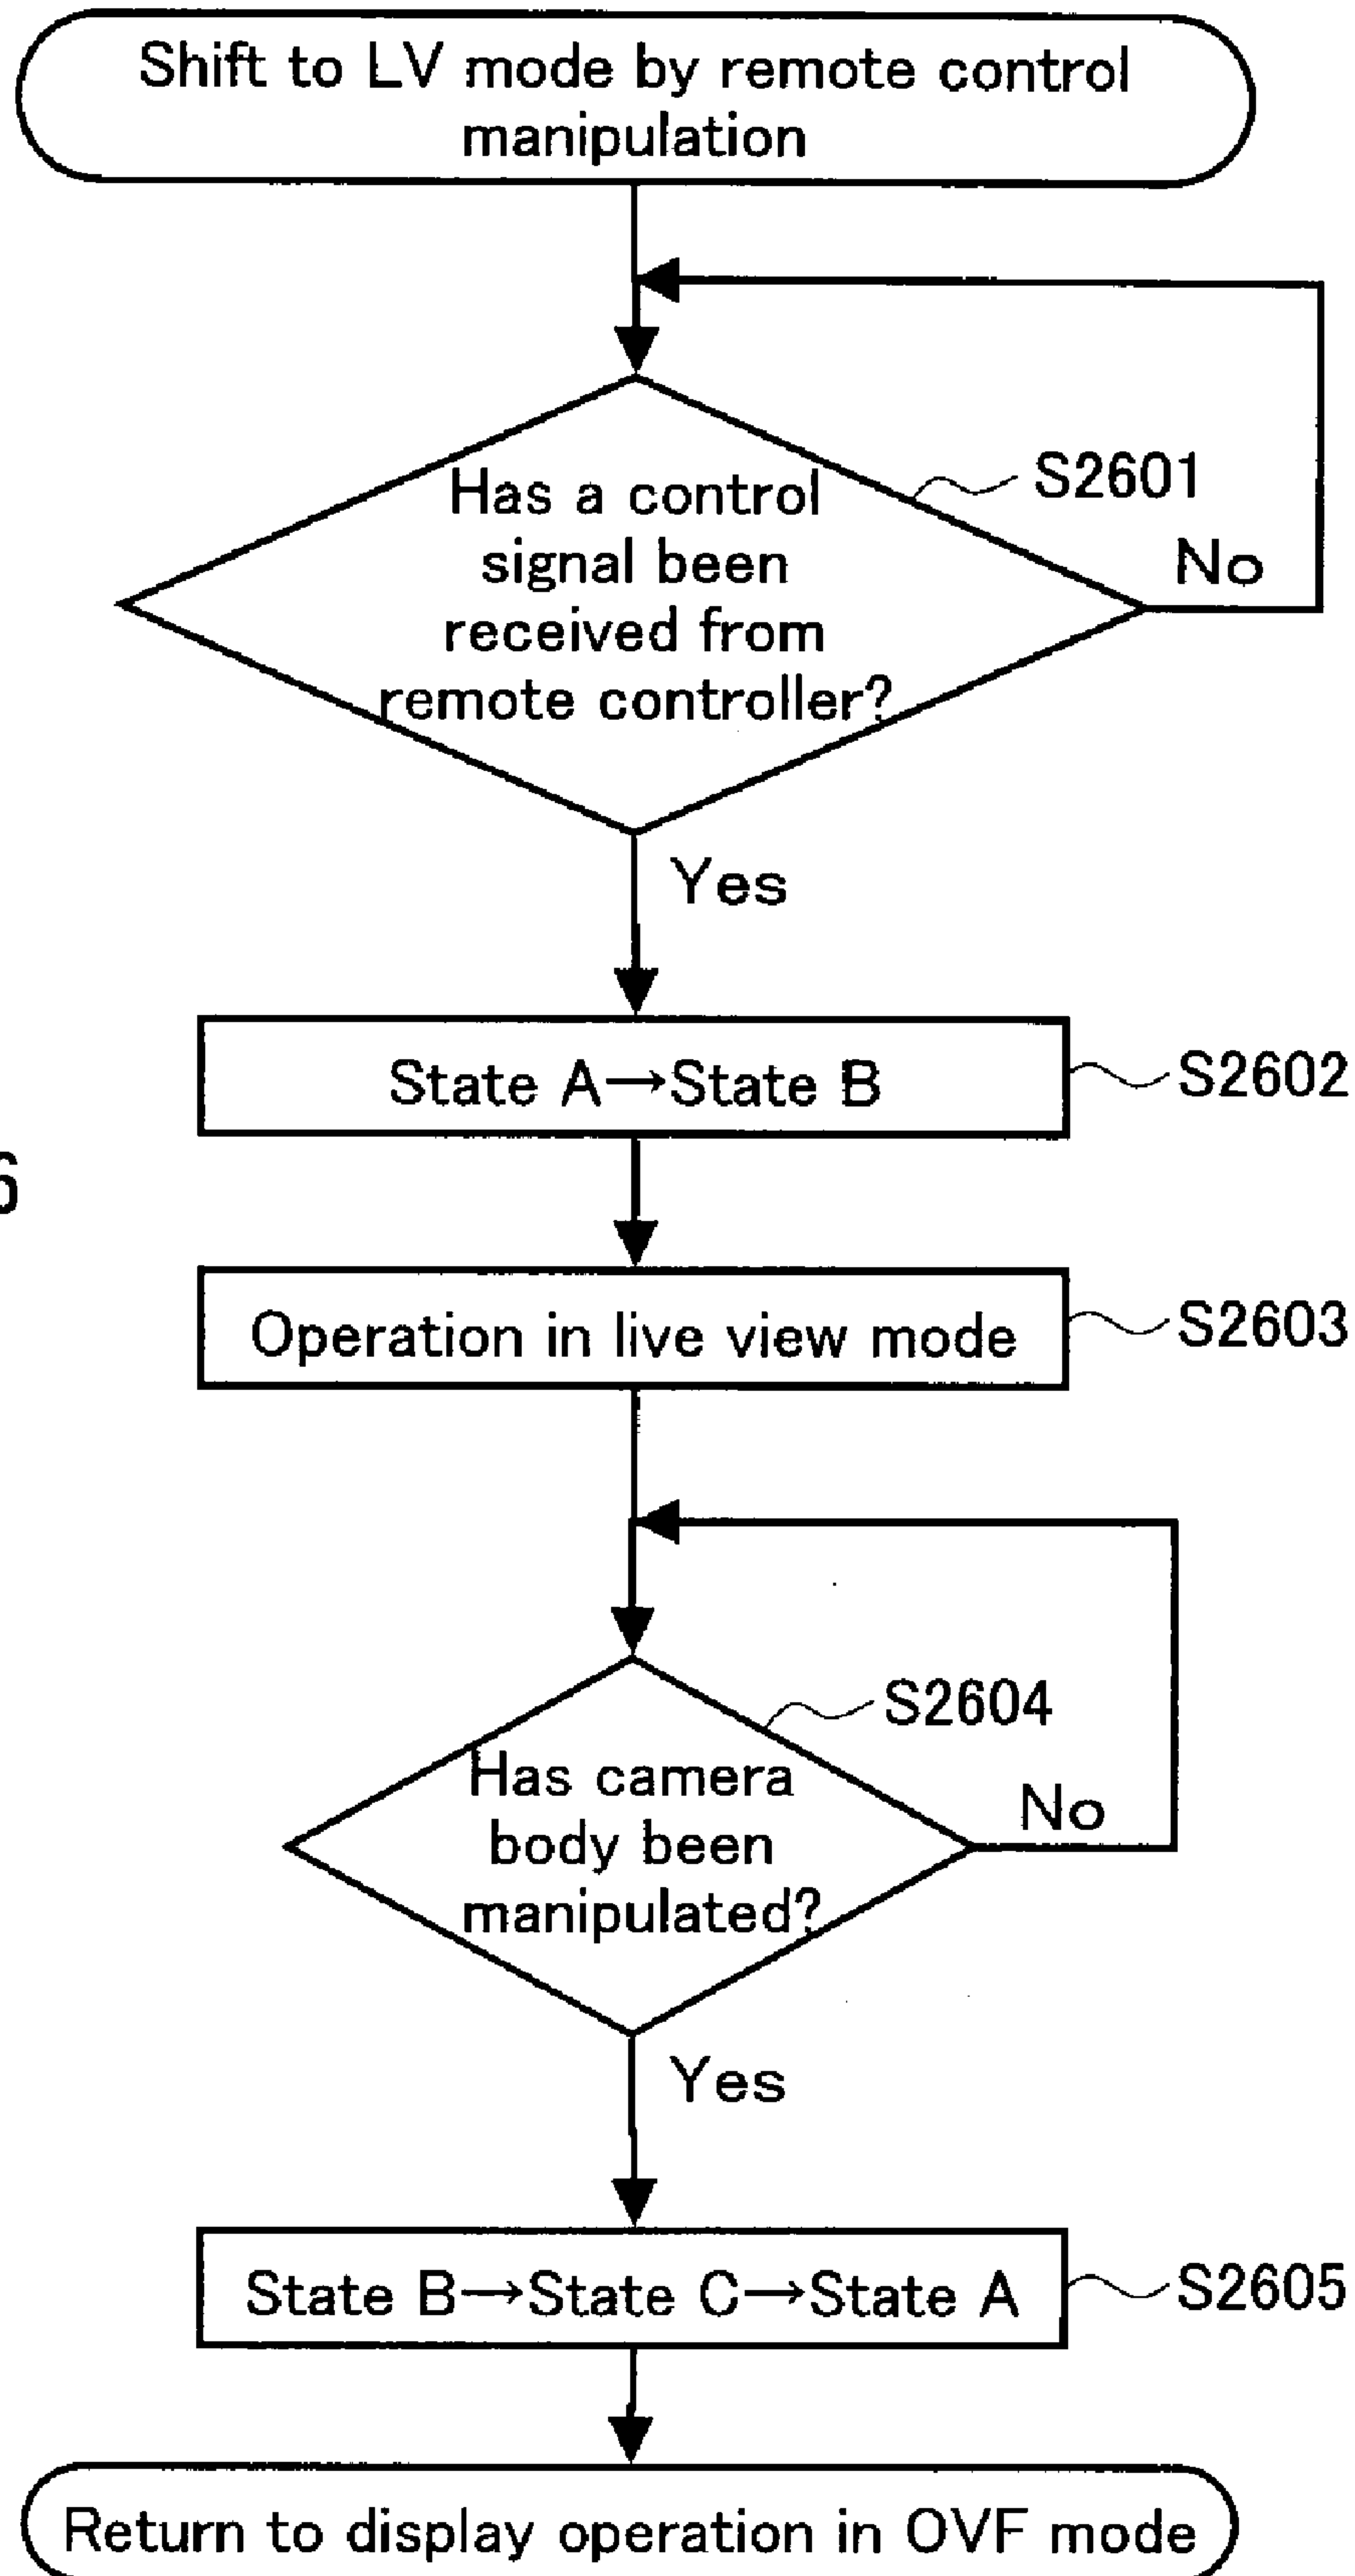 Shift to LV mode by remote control
manipulation
Has a control
signal been
received from
remote controller?
S2601
No
Yes
State A→State B
S2602
6
Operation in live view mode
S2603
Has camera
body been
manipulated?
S2604
No
Yes
State B→State C→State A
S2605
Return to display operation in OVF mode